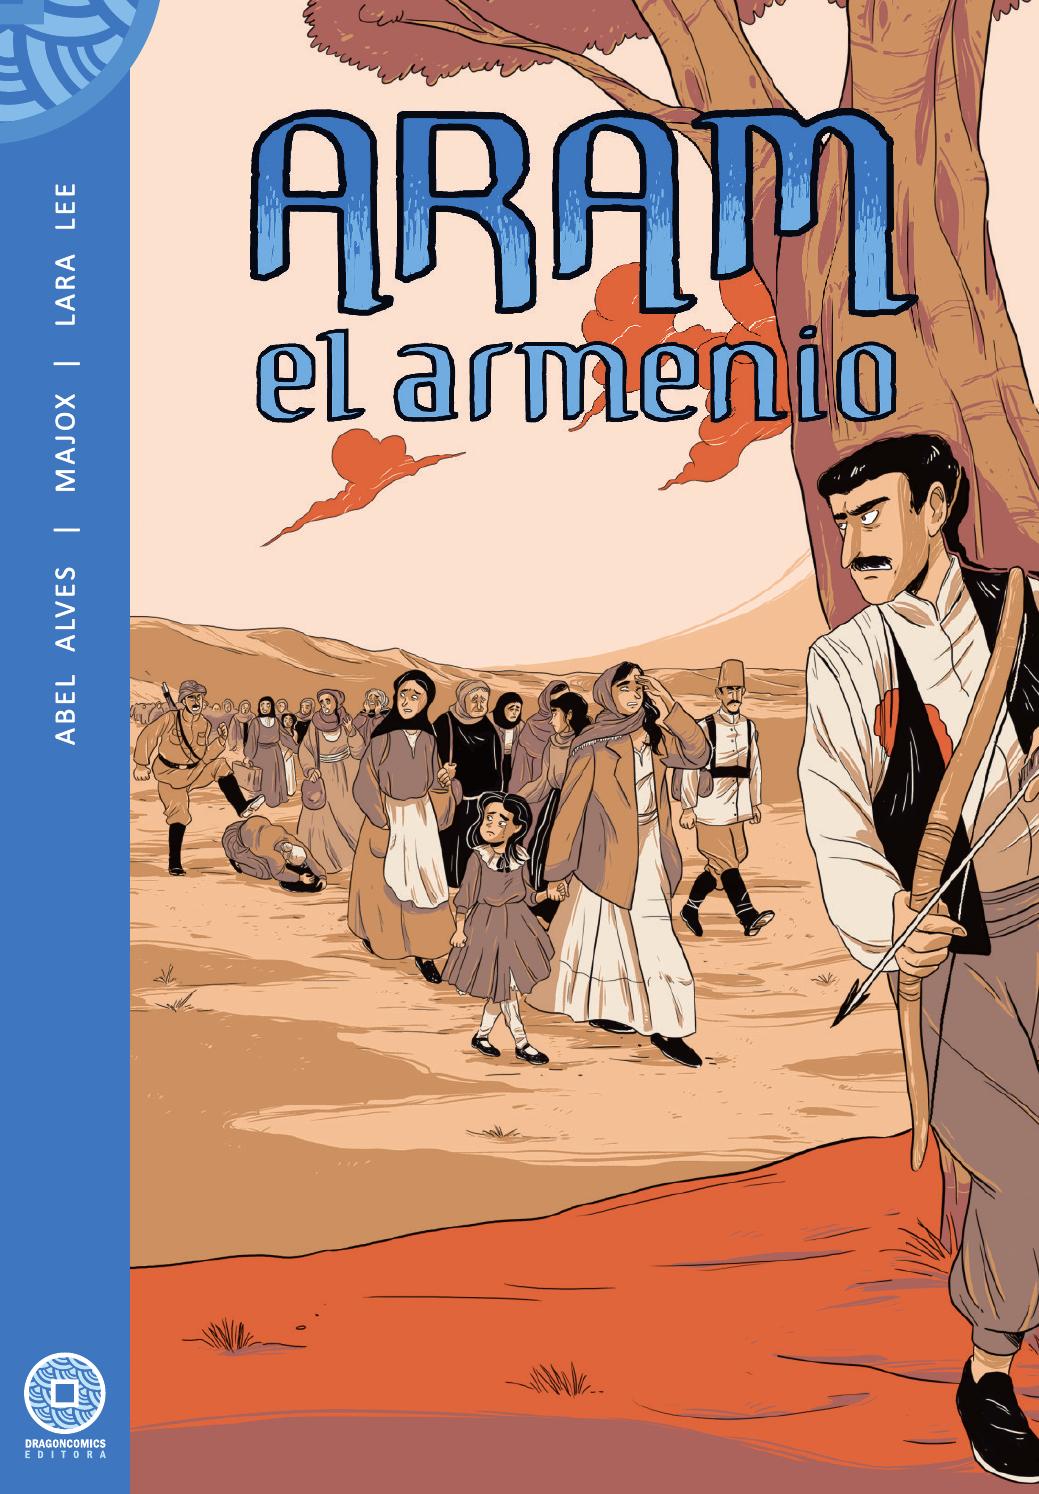 ARAM
el armenio
ABEL ALVES | MAJOX | LARA LEE
DRAGONCOMICS
EDITORA